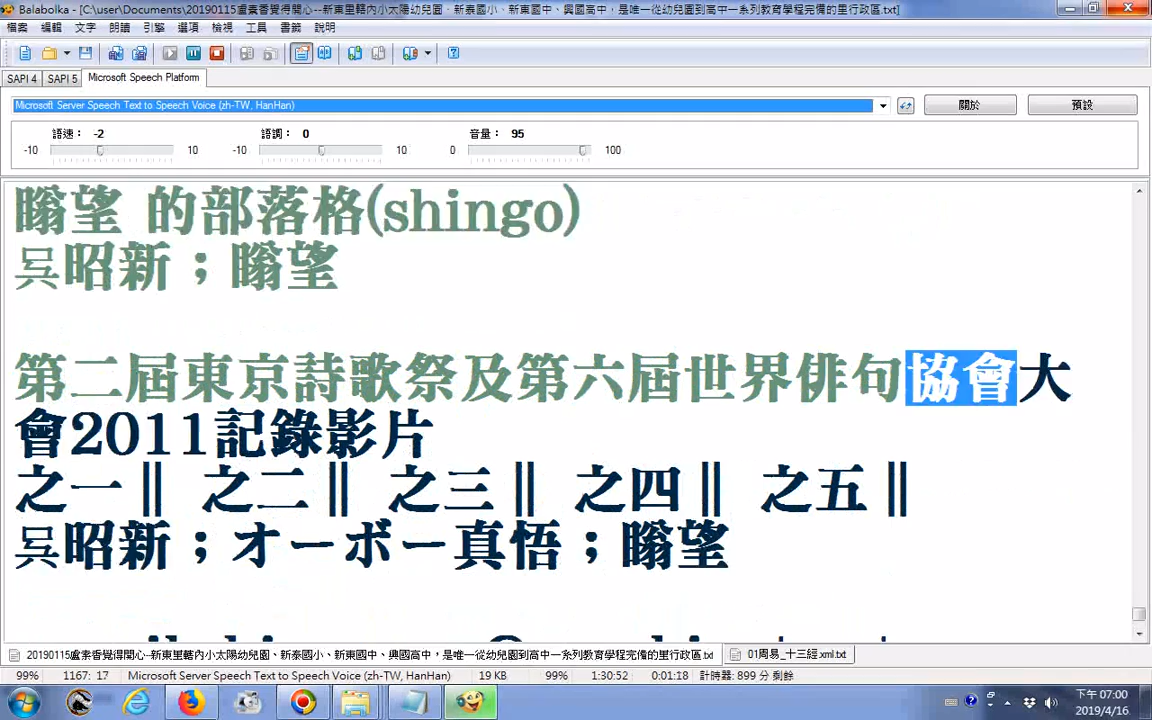 Balabolka - [C:\user\Documents\20190115盧素香覺得開心--新東里轄內小太陽幼兒園、新泰國小、新東國中、興國高中，是唯一從幼兒園到高中一系列教育學程完備的里行政區.txt]
檔案 編輯 文字 朗讀 引擎 選項 檢視 工具 書籤 說明
SAPI 4 SAPI 5 Microsoft Speech Platform
Microsoft Server Speech Text to Speech Voice (zh-TW, HanHan)
關於 預設
語速： -2 語調： 0 音量： 95
-10 10 -10 10 0 100
瞈望 的部落格(shingo)
吳昭新；瞈望
第二屆東京詩歌祭及第六屆世界俳句協會大
會2011記錄影片
之一‖ 之二‖ 之三‖ 之四‖ 之五‖
吳昭新；オーボー真悟；瞈望
20190115盧素香覺得開心--新東里轄內小太陽幼兒園、新泰國小、新東國中、興國高中，是唯一從幼兒園到高中一系列教育學程完備的里行政區.txt 01周易_十三經.xml.txt
99% 1167: 17 Microsoft Server Speech Text to Speech Voice (zh-TW, HanHan) 19 KB 99% 1:30:52 0:01:18 計時器: 899 分 剩餘
下午 07:00
2019/4/16